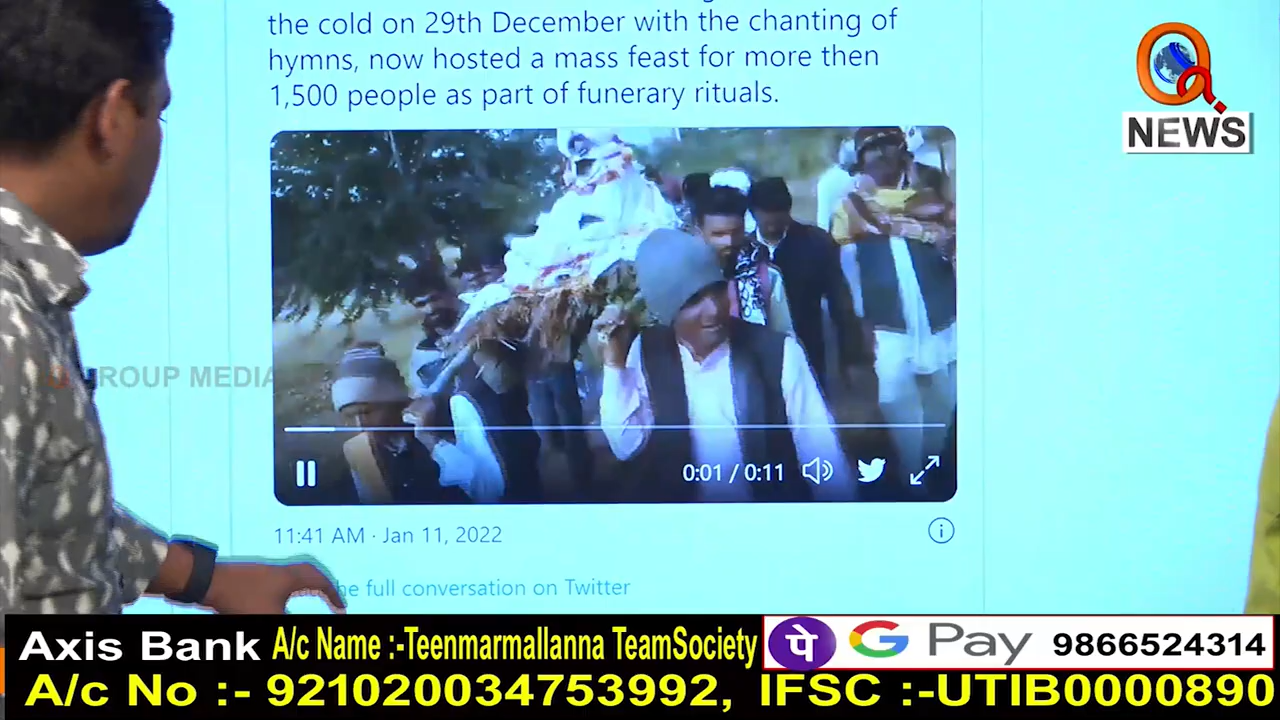 the cold on 29th December with the chanting of
hymns, now hosted a mass feast for more then
1,500 people as part of funerary rituals.
Q
NEWS
GROUP MEDIA
0:01 / 0:11
11:41 AM · Jan 11, 2022
the full conversation on Twitter
Axis Bank A/c Name :-Teenmarmallanna TeamSociety
पे G Pay 9866524314
A/c No :- 921020034753992, IFSC :-UTIB0000890